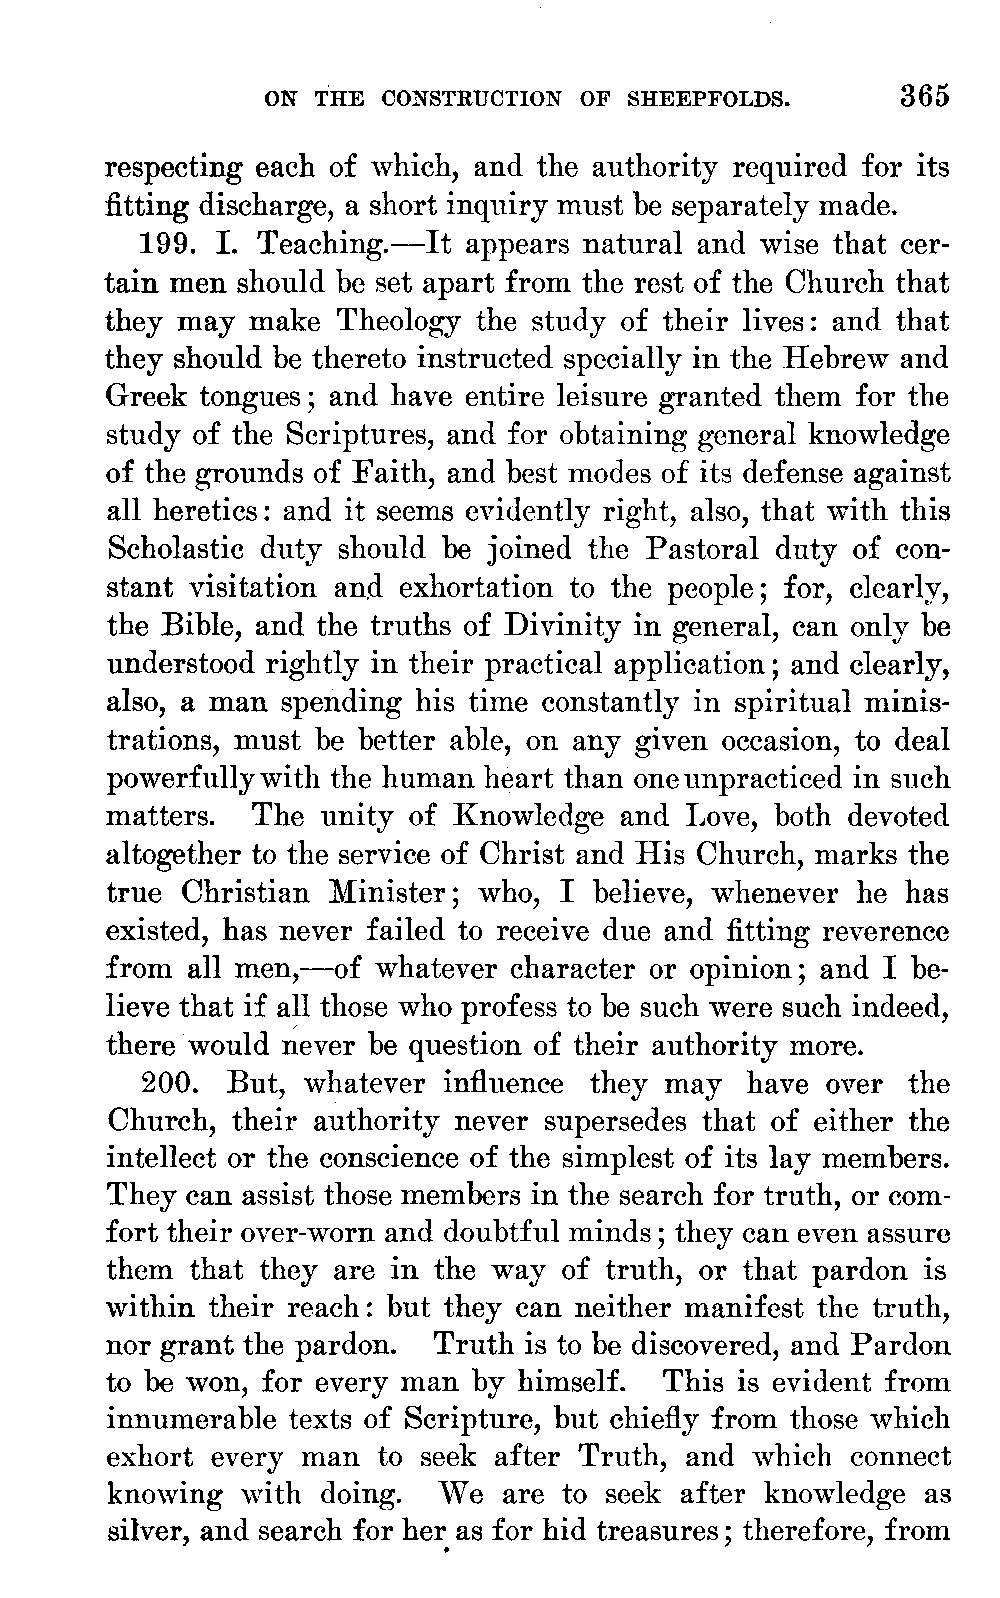 ON THE CONSTRUCTION OF SHEEPFOLDS. 365
respecting each of which, and the authority required for its
fitting discharge, a short inquiry must be separately made.
199. I. Teaching.—It appears natural and wise that cer-
tain men should be set apart from the rest of the Church that
they may make Theology the study of their lives: and that
they should be thereto instructed specially in the Hebrew and
Greek tongues; and have entire leisure granted them for the
study of the Scriptures, and for obtaining general knowledge
of the grounds of Faith, and best modes of its defense against
all heretics: and it seems evidently right, also, that with this
Scholastic duty should be joined the Pastoral duty of con-
stant visitation and exhortation to the people; for, clearly,
the Bible, and the truths of Divinity in general, can only be
understood rightly in their practical application; and clearly,
also, a man spending his time constantly in spiritual minis-
trations, must be better able, on any given occasion, to deal
powerfully with the human heart than one unpracticed in such
matters. The unity of Knowledge and Love, both devoted
altogether to the service of Christ and His Church, marks the
true Christian Minister; who, I believe, whenever he has
existed, has never failed to receive due and fitting reverence
from all men,—of whatever character or opinion; and I be-
lieve that if all those who profess to be such were such indeed,
there would never be question of their authority more.
200. But, whatever influence they may have over the
Church, their authority never supersedes that of either the
intellect or the conscience of the simplest of its lay members.
They can assist those members in the search for truth, or com-
fort their over-worn and doubtful minds; they can even assure
them that they are in the way of truth, or that pardon is
within their reach: but they can neither manifest the truth,
nor grant the pardon. Truth is to be discovered, and Pardon
to be won, for every man by himself. This is evident from
innumerable texts of Scripture, but chiefly from those which
exhort every man to seek after Truth, and which connect
knowing with doing. We are to seek after knowledge as
silver, and search for her as for hid treasures; therefore, from